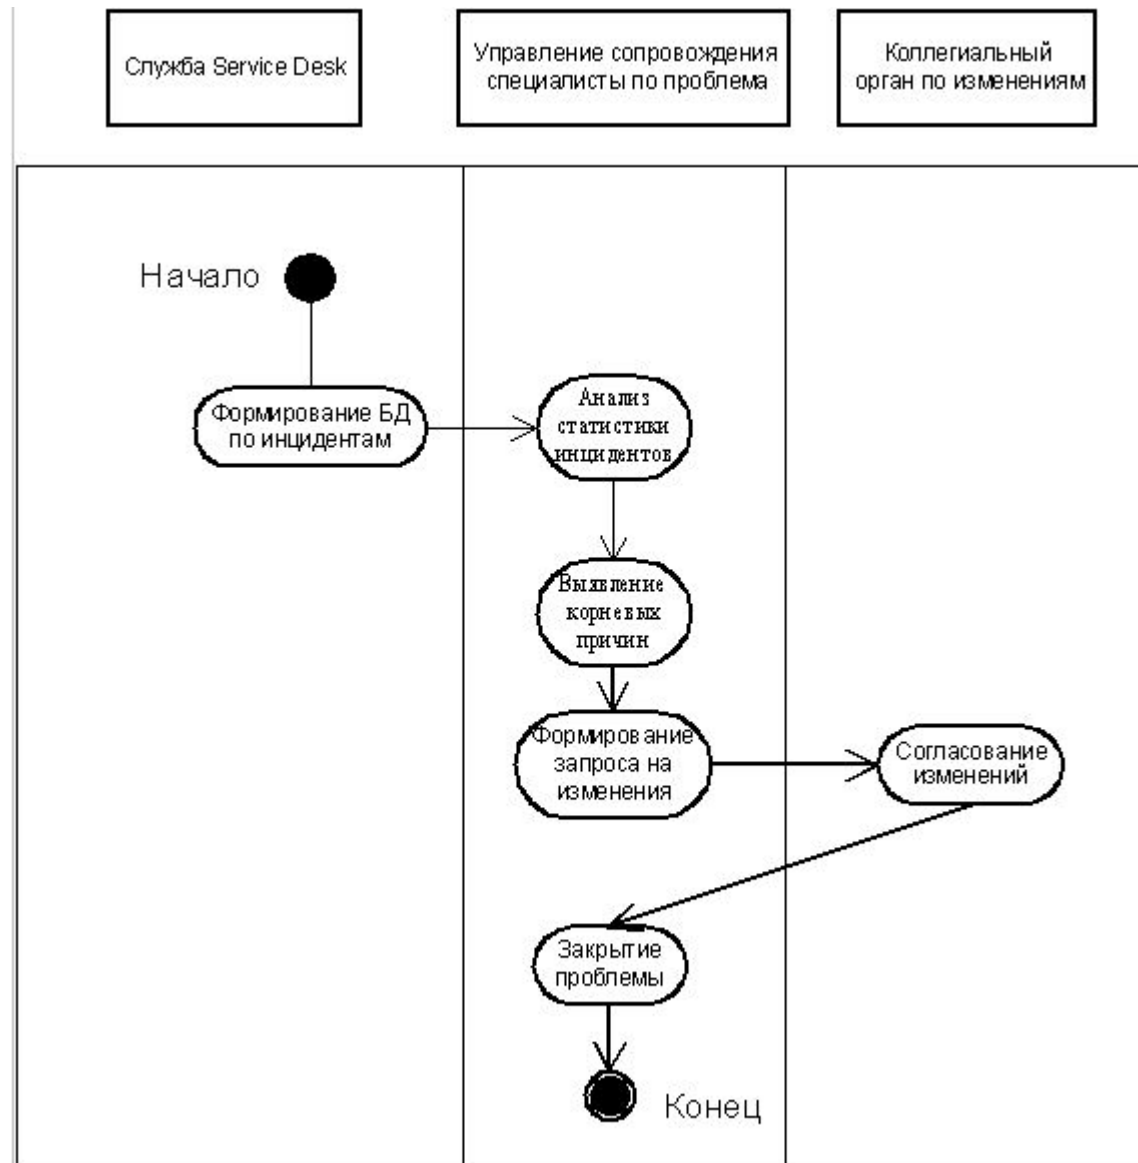 Служба Service Desk
Управление сопровождения
специалисты по проблема
Коллегиальный
орган по изменениям
Начало
Формирование БД
по инцидентам
Анализ
статистики
инцидентов
Выявление
корневых
причин
Формирование
запроса на
изменения
Согласование
изменений
Закрытие
проблемы
Конец